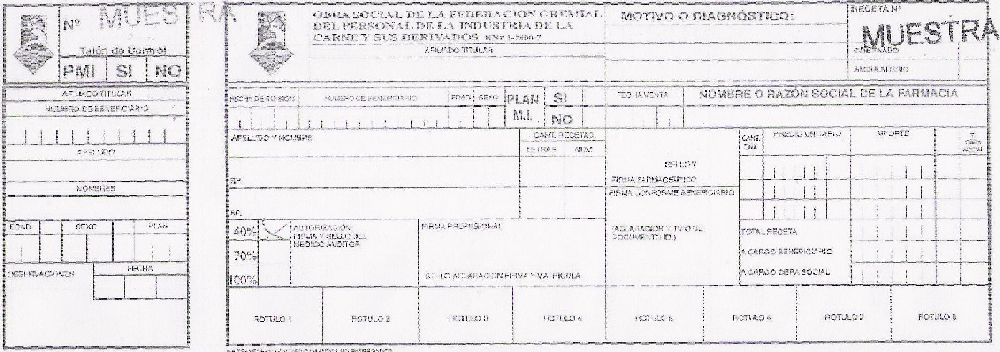 Nº MUESTRA
Talón de Control
PMI SI NO
AFILIADO TITULAR
NUMERO DE BENEFICIARIO
APELLIDO
NOMBRES
EDAD SEXO PLAN
OBSERVACIONES FECHA
OBRA SOCIAL DE LA FEDERACION GREMIAL
DEL PERSONAL DE LA INDUSTRIA DE LA
CARNE Y SUS DERIVADOS RNP 1-2600-7
AFILIADO TITULAR
MOTIVO O DIAGNÓSTICO:
RECETA Nº
MUESTRA
INTERNADO
AMBULATORIO
FECHA DE EMISION NUMERO DE BENEFICIARIO EDAD SEXO PLAN M.I. SI NO FECHA VENTA NOMBRE O RAZÓN SOCIAL DE LA FARMACIA
APELLIDO Y NOMBRE
CANT. RECETAD.
LETRAS NUM
RP.
RP.
SELLO Y
FIRMA FARMACEUTICO
FIRMA CONFORME BENEFICIARIO
(ACLARACION Y TIPO DE
DOCUMENTO ID.)
CANT. ENT. PRECIO UNITARIO IMPORTE % OBRA SOCIAL
TOTAL RECETA
A CARGO BENEFICIARIO
A CARGO OBRA SOCIAL
40%
70%
100%
AUTORIZACIÓN:
FIRMA Y SELLO DEL
MEDICO AUDITOR
FIRMA PROFESIONAL
SELLO ACLARACION FIRMA Y MATRICULA
ROTULO 1 ROTULO 2 ROTULO 3 ROTULO 4 ROTULO 5 ROTULO 6 ROTULO 7 ROTULO 8
LOS MEDICAMENTOS NO ENTREGADOS